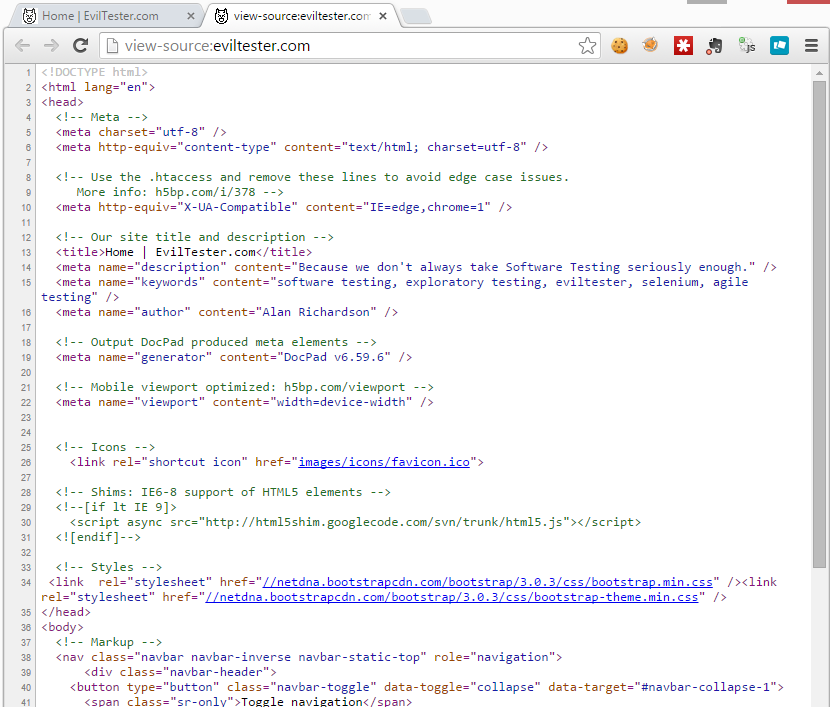 Home | EvilTester.com
view-source:eviltester.com
view-source:eviltester.com
1 <!DOCTYPE html>
2 <html lang="en">
3 <head>
4 <!-- Meta -->
5 <meta charset="utf-8" />
6 <meta http-equiv="content-type" content="text/html; charset=utf-8" />
7
8 <!-- Use the .htaccess and remove these lines to avoid edge case issues.
9 More info: h5bp.com/i/378 -->
10 <meta http-equiv="X-UA-Compatible" content="IE=edge,chrome=1" />
11
12 <!-- Our site title and description -->
13 <title>Home | EvilTester.com</title>
14 <meta name="description" content="Because we don't always take Software Testing seriously enough." />
15 <meta name="keywords" content="software testing, exploratory testing, eviltester, selenium, agile
testing" />
16 <meta name="author" content="Alan Richardson" />
17
18 <!-- Output DocPad produced meta elements -->
19 <meta name="generator" content="DocPad v6.59.6" />
20
21 <!-- Mobile viewport optimized: h5bp.com/viewport -->
22 <meta name="viewport" content="width=device-width" />
23
24
25 <!-- Icons -->
26 <link rel="shortcut icon" href="images/icons/favicon.ico">
27
28 <!-- Shims: IE6-8 support of HTML5 elements -->
29 <!--[if lt IE 9]>
30 <script async src="http://html5shim.googlecode.com/svn/trunk/html5.js"></script>
31 <![endif]-->
32
33 <!-- Styles -->
34 <link  rel="stylesheet" href="//netdna.bootstrapcdn.com/bootstrap/3.0.3/css/bootstrap.min.css" /><link
rel="stylesheet" href="//netdna.bootstrapcdn.com/bootstrap/3.0.3/css/bootstrap-theme.min.css" />
35 </head>
36 <body>
37 <!-- Markup -->
38 <nav class="navbar navbar-inverse navbar-static-top" role="navigation">
39 <div class="navbar-header">
40 <button type="button" class="navbar-toggle" data-toggle="collapse" data-target="#navbar-collapse-1">
41 <span class="sr-only">Toggle navigation</span>